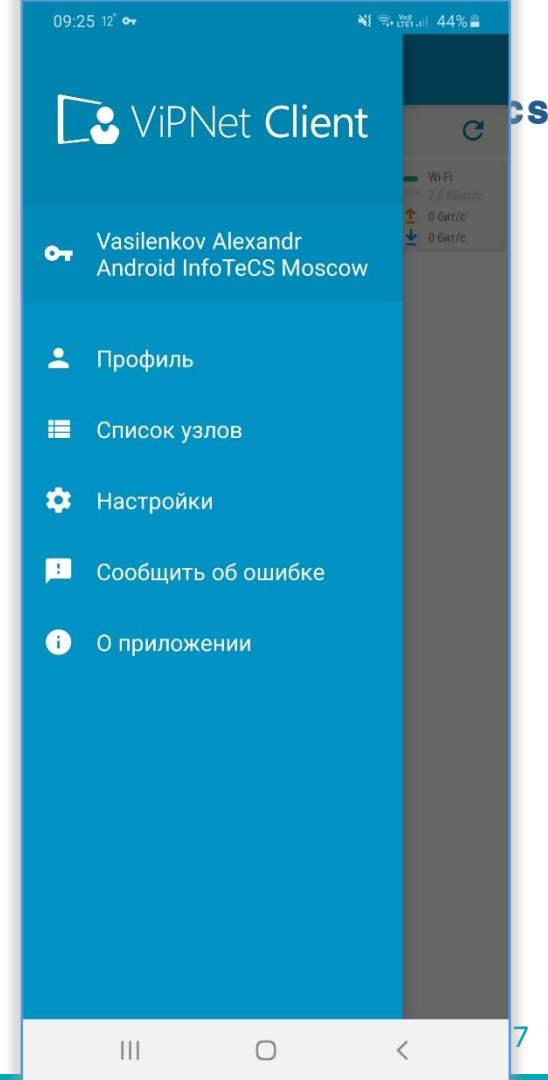 09:25 12° 44%
ViPNet Client
cs
Wi-Fi
7,8 Кбит/с
0 бит/с
0 бит/с
Vasilenkov Alexandr
Android InfoTeCS Moscow
Профиль
Список узлов
Настройки
Сообщить об ошибке
О приложении
7